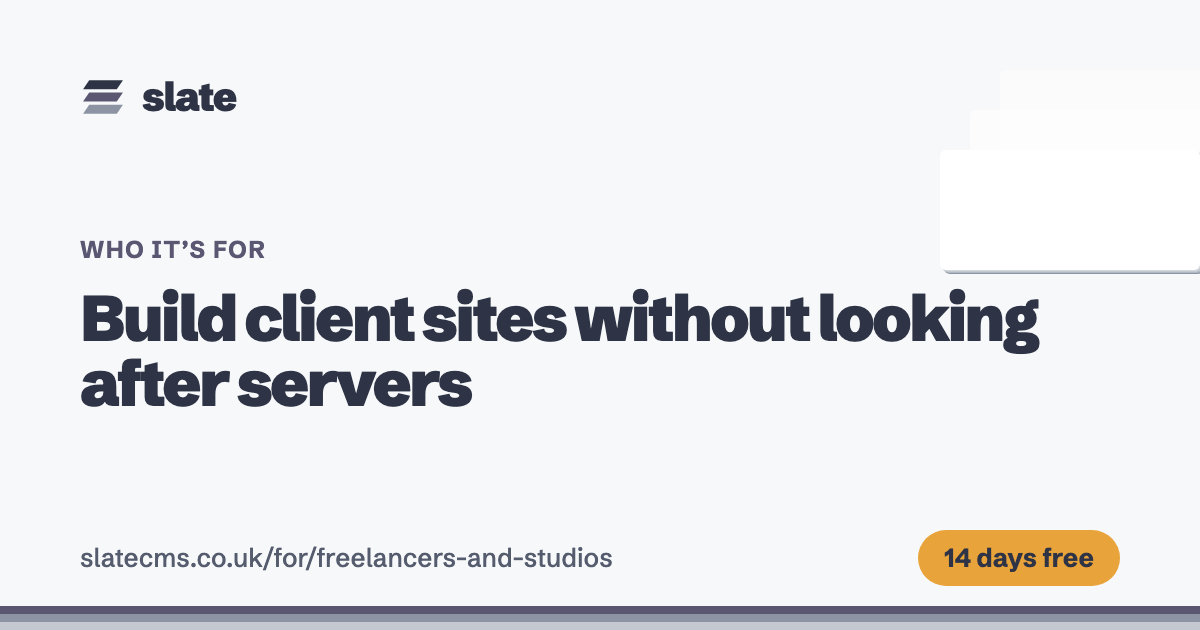 slate
WHO IT’S FOR
Build client sites without looking
after servers
slatecms.co.uk/for/freelancers-and-studios
14 days free